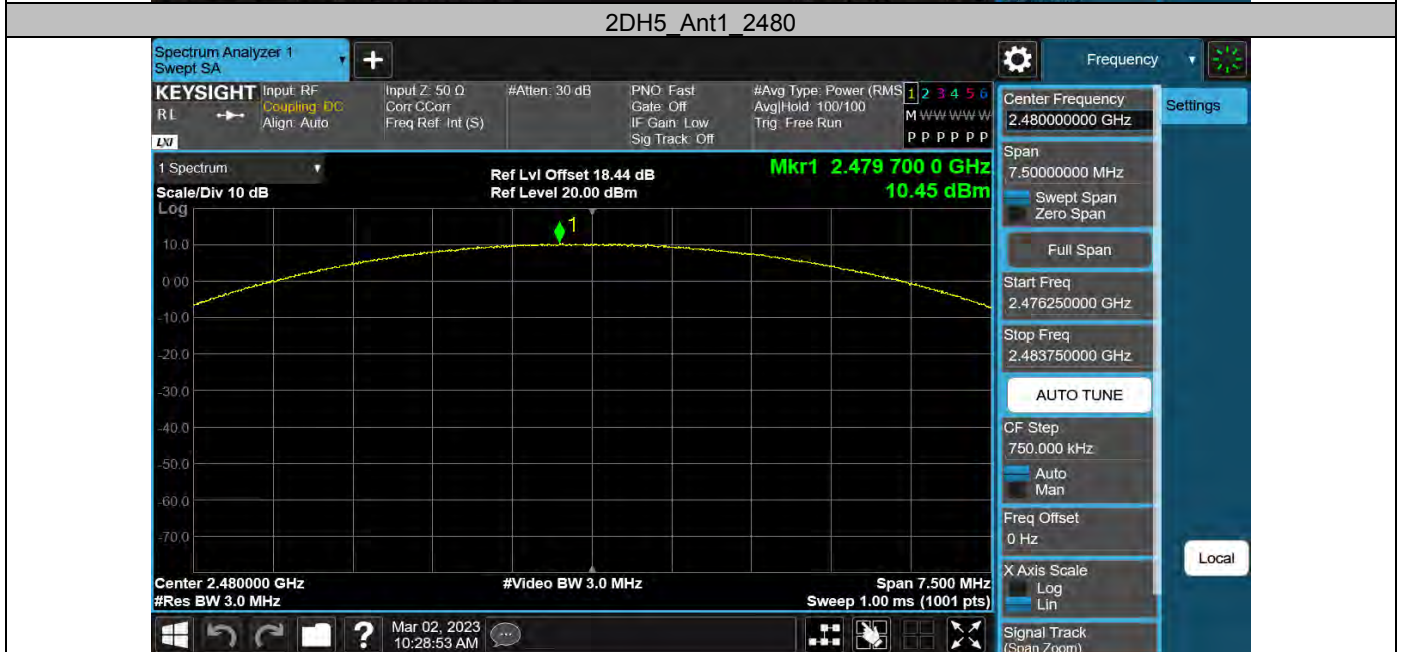 2DH5_Ant1_2480
Spectrum Analyzer 1
Swept SA
Frequency
KEYSIGHT
RL
LXI
Input: RF
Coupling: DC
Align: Auto
Input Z: 50 Ω
Corr CCorr
Freq Ref: Int (S)
#Atten: 30 dB
PNO: Fast
Gate: Off
IF Gain: Low
Sig Track: Off
#Avg Type: Power (RMS
Avg|Hold: 100/100
Trig: Free Run
1 2 3 4 5 6
M W W W W W
P P P P P P
1 Spectrum
Scale/Div 10 dB
Ref Lvl Offset 18.44 dB
Ref Level 20.00 dBm
Mkr1 2.479 700 0 GHz
10.45 dBm
Log
1
10.0
0.00
-10.0
-20.0
-30.0
-40.0
-50.0
-60.0
-70.0
Center 2.480000 GHz
#Res BW 3.0 MHz
#Video BW 3.0 MHz
Span 7.500 MHz
Sweep 1.00 ms (1001 pts)
Mar 02, 2023
10:28:53 AM
Center Frequency
2.480000000 GHz
Settings
Span
7.50000000 MHz
Swept Span
Zero Span
Full Span
Start Freq
2.476250000 GHz
Stop Freq
2.483750000 GHz
AUTO TUNE
CF Step
750.000 kHz
Auto
Man
Freq Offset
0 Hz
Local
X Axis Scale
Log
Lin
Signal Track
(Span Zoom)